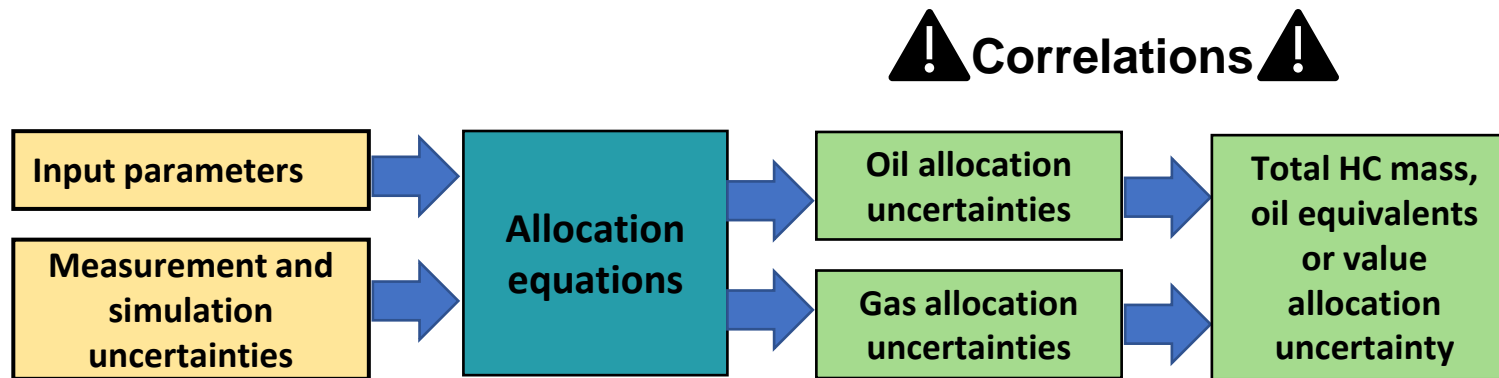 Correlations
Input parameters
Measurement and
simulation
uncertainties
Allocation
equations
Oil allocation
uncertainties
Gas allocation
uncertainties
Total HC mass,
oil equivalents
or value
allocation
uncertainty